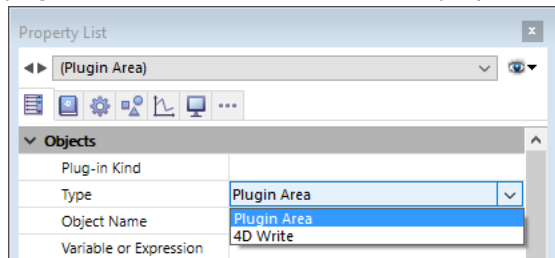 Property List
x
(Plugin Area)
Objects
Plug-in Kind
Type Plugin Area
Object Name Plugin Area
4D Write
Variable or Expression